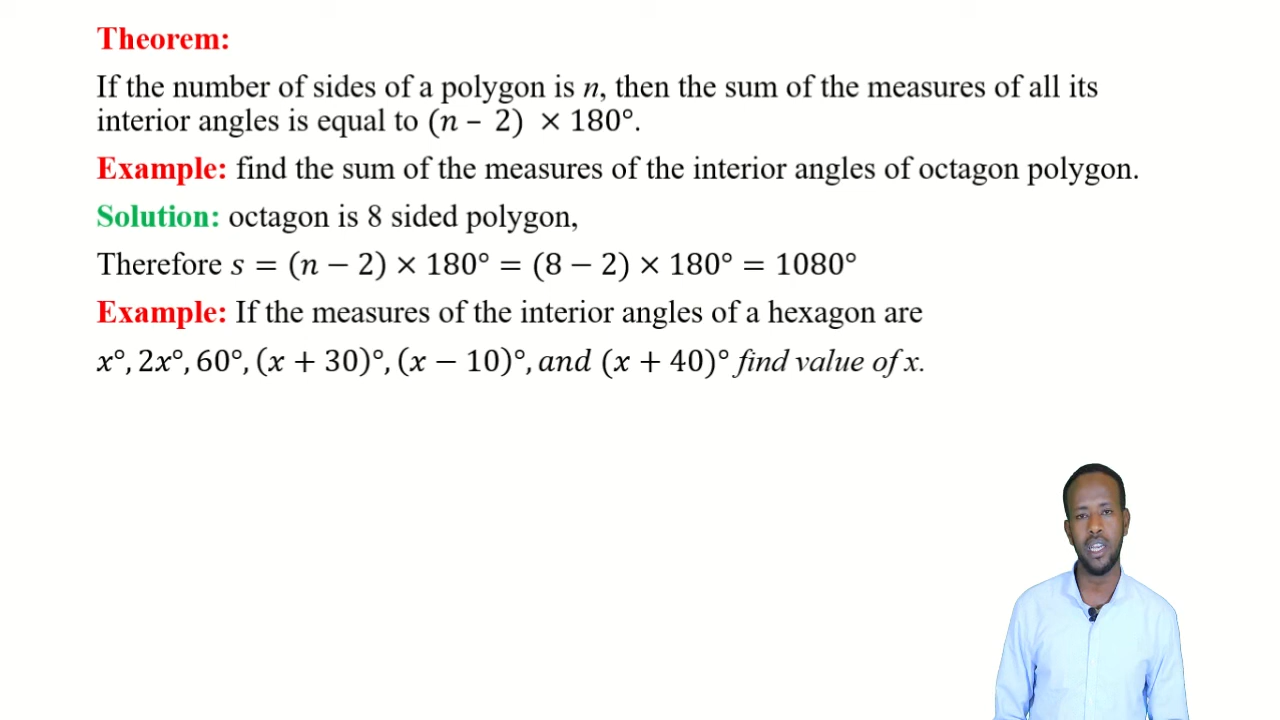 Theorem:
If the number of sides of a polygon is n, then the sum of the measures of all its
interior angles is equal to (n – 2) × 180°.
Example: find the sum of the measures of the interior angles of octagon polygon.
Solution: octagon is 8 sided polygon,
Therefore s = (n − 2) × 180° = (8 − 2) × 180° = 1080°
Example: If the measures of the interior angles of a hexagon are
x°, 2x°, 60°, (x + 30)°, (x − 10)°, and (x + 40)° find value of x.